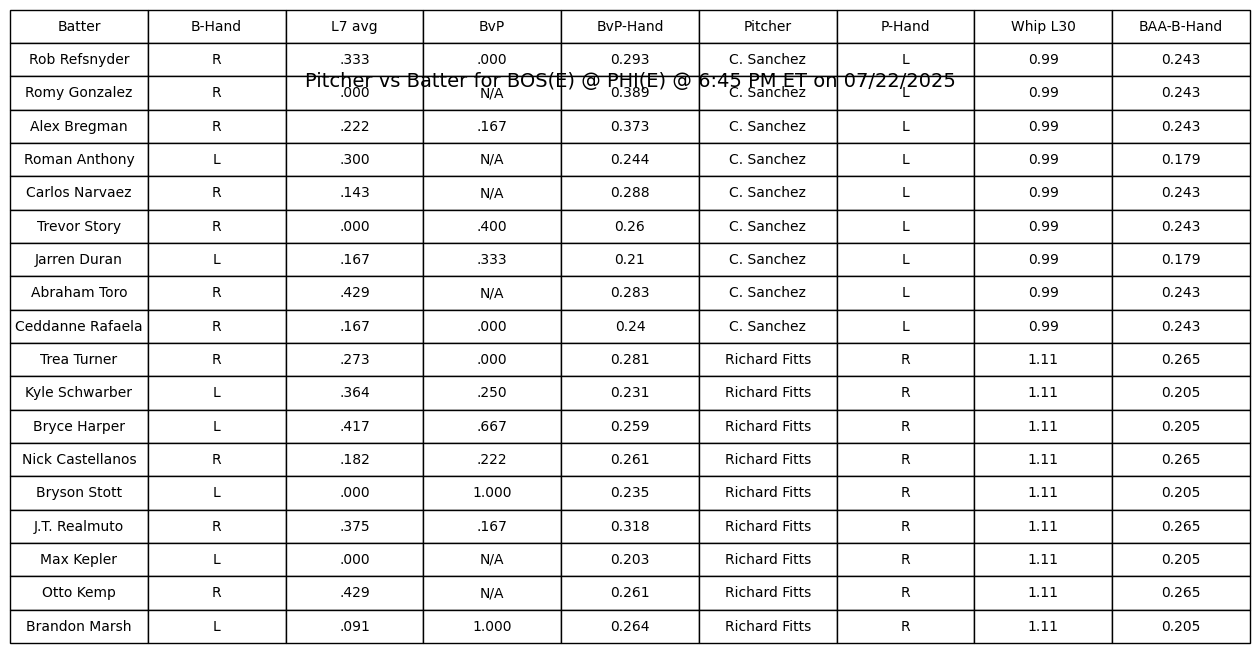 Batter B-Hand L7 avg BvP BvP-Hand Pitcher P-Hand Whip L30 BAA-B-Hand
Rob Refsnyder R .333 .000 0.293 C. Sanchez L 0.99 0.243
Pitcher vs Batter for BOS(E) @ PHI(E) @ 6:45 PM ET on 07/22/2025
Romy Gonzalez R .000 N/A 0.389 C. Sanchez L 0.99 0.243
Alex Bregman R .222 .167 0.373 C. Sanchez L 0.99 0.243
Roman Anthony L .300 N/A 0.244 C. Sanchez L 0.99 0.179
Carlos Narvaez R .143 N/A 0.288 C. Sanchez L 0.99 0.243
Trevor Story R .000 .400 0.26 C. Sanchez L 0.99 0.243
Jarren Duran L .167 .333 0.21 C. Sanchez L 0.99 0.179
Abraham Toro R .429 N/A 0.283 C. Sanchez L 0.99 0.243
Ceddanne Rafaela R .167 .000 0.24 C. Sanchez L 0.99 0.243
Trea Turner R .273 .000 0.281 Richard Fitts R 1.11 0.265
Kyle Schwarber L .364 .250 0.231 Richard Fitts R 1.11 0.205
Bryce Harper L .417 .667 0.259 Richard Fitts R 1.11 0.205
Nick Castellanos R .182 .222 0.261 Richard Fitts R 1.11 0.265
Bryson Stott L .000 1.000 0.235 Richard Fitts R 1.11 0.205
J.T. Realmuto R .375 .167 0.318 Richard Fitts R 1.11 0.265
Max Kepler L .000 N/A 0.203 Richard Fitts R 1.11 0.205
Otto Kemp R .429 N/A 0.261 Richard Fitts R 1.11 0.265
Brandon Marsh L .091 1.000 0.264 Richard Fitts R 1.11 0.205